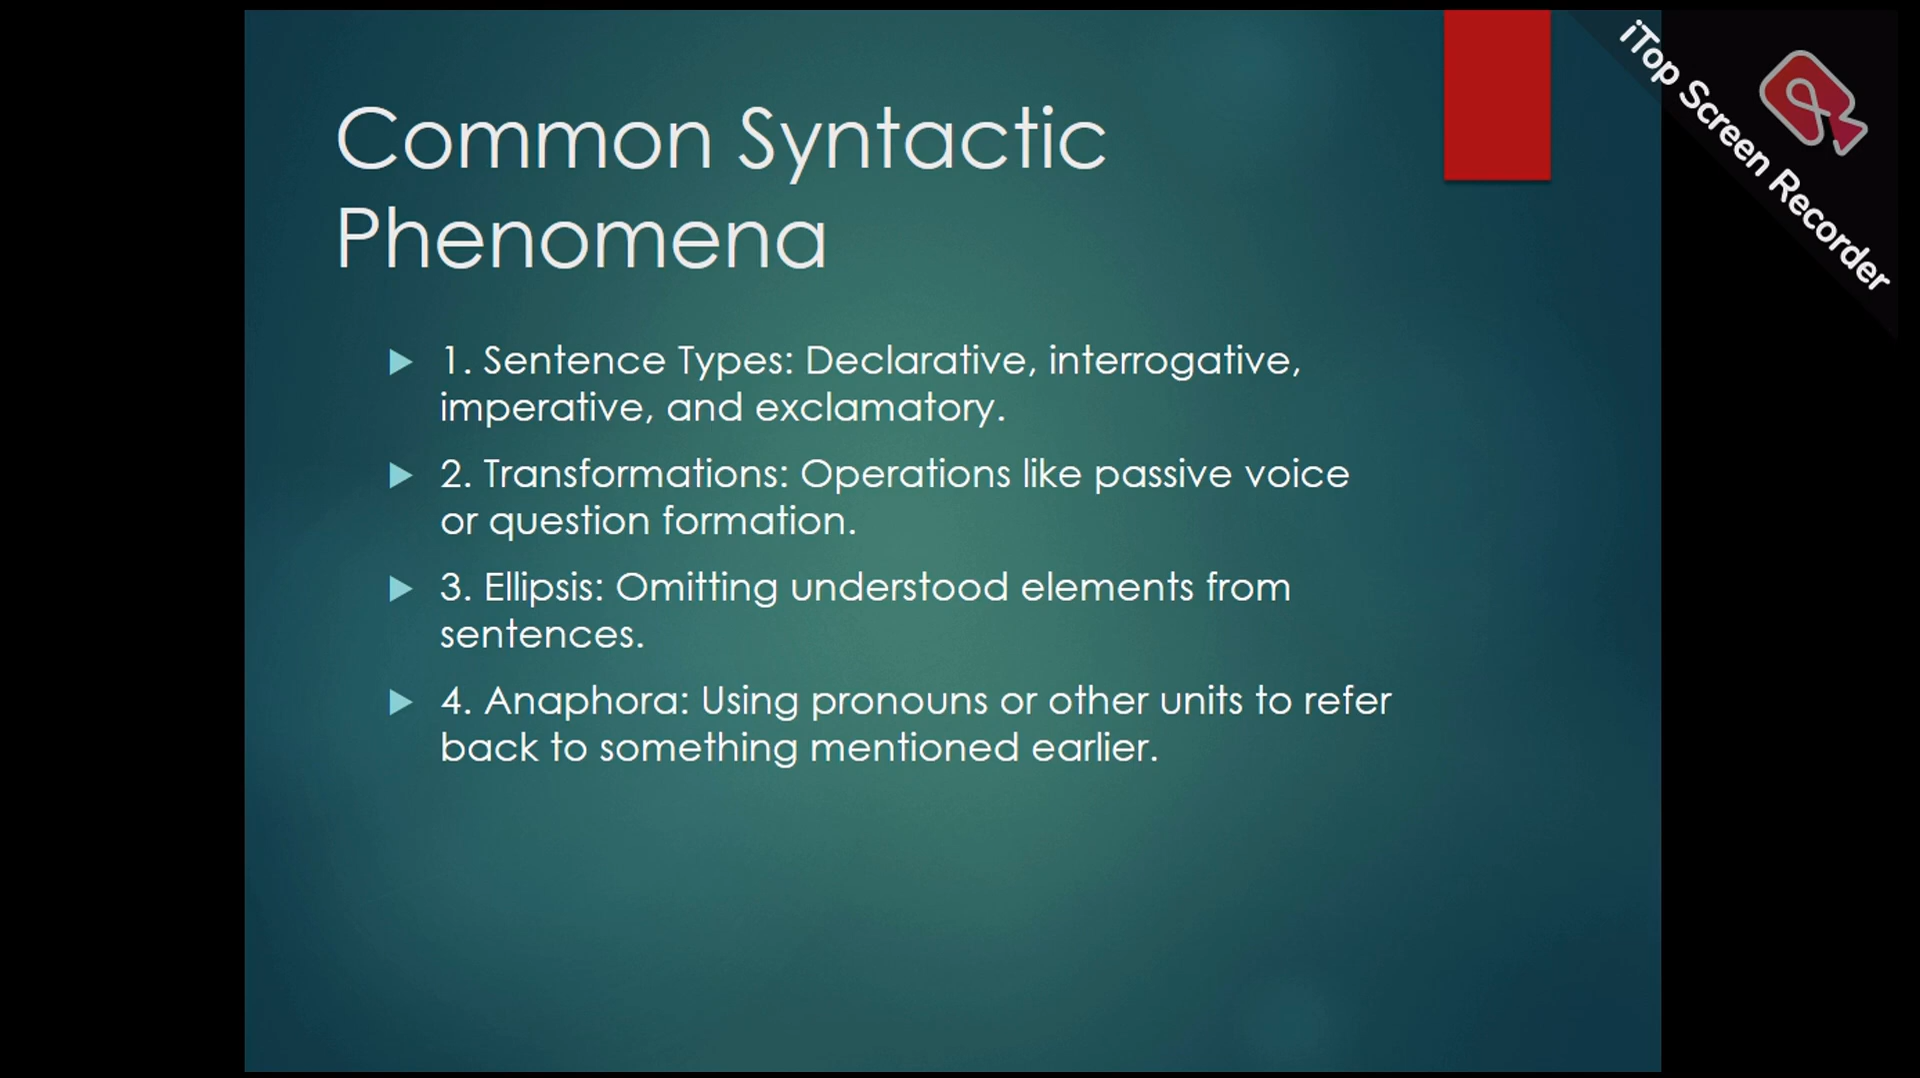 Common Syntactic
Phenomena
1. Sentence Types: Declarative, interrogative,
imperative, and exclamatory.
2. Transformations: Operations like passive voice
or question formation.
3. Ellipsis: Omitting understood elements from
sentences.
4. Anaphora: Using pronouns or other units to refer
back to something mentioned earlier.
iTop Screen Recorder